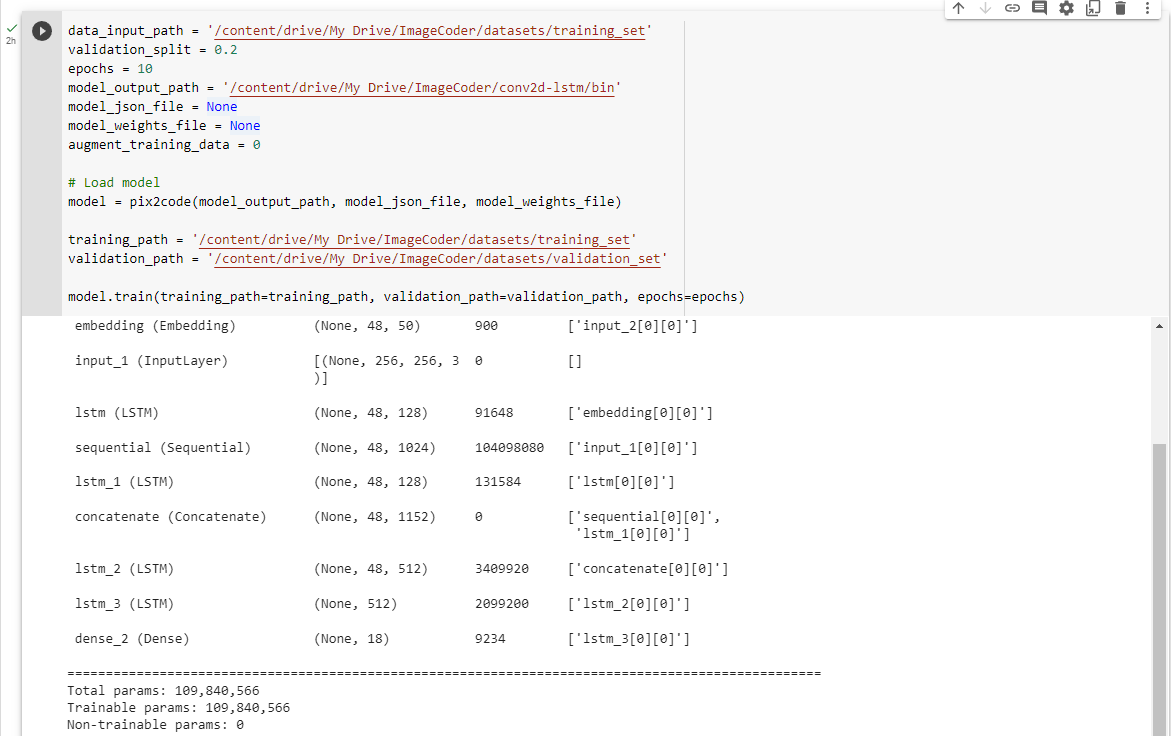 2h
data_input_path = '/content/drive/My Drive/ImageCoder/datasets/training_set'
validation_split = 0.2
epochs = 10
model_output_path = '/content/drive/My Drive/ImageCoder/conv2d-lstm/bin'
model_json_file = None
model_weights_file = None
augment_training_data = 0
# Load model
model = pix2code(model_output_path, model_json_file, model_weights_file)
training_path = '/content/drive/My Drive/ImageCoder/datasets/training_set'
validation_path = '/content/drive/My Drive/ImageCoder/datasets/validation_set'
model.train(training_path=training_path, validation_path=validation_path, epochs=epochs)
embedding (Embedding) (None, 48, 50) 900 ['input_2[0][0]']
input_1 (InputLayer) [(None, 256, 256, 3 0 []
)]
lstm (LSTM) (None, 48, 128) 91648 ['embedding[0][0]']
sequential (Sequential) (None, 48, 1024) 104098080 ['input_1[0][0]']
lstm_1 (LSTM) (None, 48, 128) 131584 ['lstm[0][0]']
concatenate (Concatenate) (None, 48, 1152) 0 ['sequential[0][0]',
'lstm_1[0][0]']
lstm_2 (LSTM) (None, 48, 512) 3409920 ['concatenate[0][0]']
lstm_3 (LSTM) (None, 512) 2099200 ['lstm_2[0][0]']
dense_2 (Dense) (None, 18) 9234 ['lstm_3[0][0]']
==================================================================================================
Total params: 109,840,566
Trainable params: 109,840,566
Non-trainable params: 0